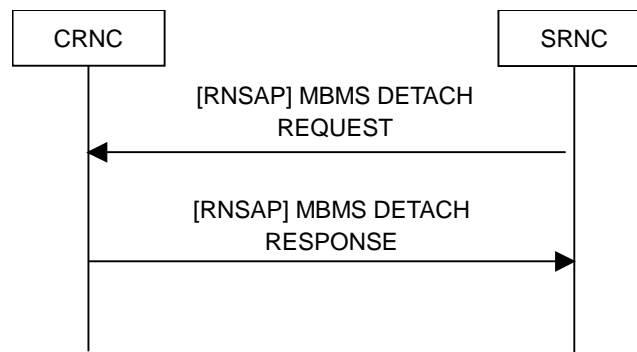 CRNC
SRNC
[RNSAP] MBMS DETACH
REQUEST
[RNSAP] MBMS DETACH
RESPONSE